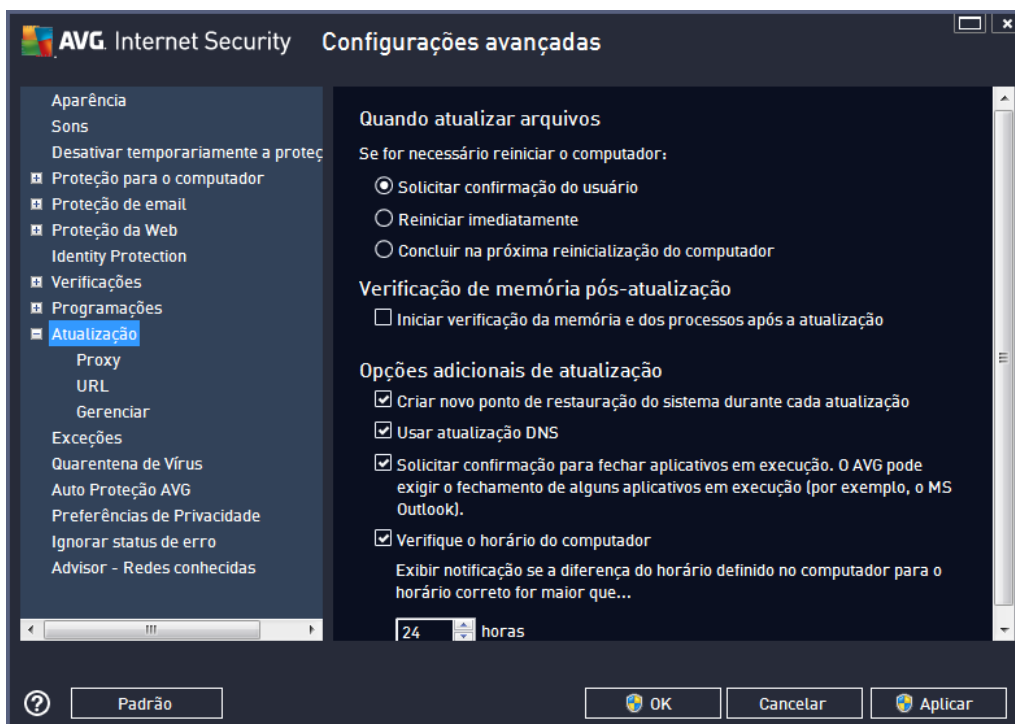 AVG. Internet Security Configurações avançadas
Aparência
Sons
Desativar temporariamente a proteç
Proteção para o computador
Proteção de email
Proteção da Web
Identity Protection
Verificações
Programações
Atualização
Proxy
URL
Gerenciar
Exceções
Quarentena de Vírus
Auto Proteção AVG
Preferências de Privacidade
Ignorar status de erro
Advisor - Redes conhecidas
Quando atualizar arquivos
Se for necessário reiniciar o computador:
Solicitar confirmação do usuário
Reiniciar imediatamente
Concluir na próxima reinicialização do computador
Verificação de memória pós-atualização
Iniciar verificação da memória e dos processos após a atualização
Opções adicionais de atualização
Criar novo ponto de restauração do sistema durante cada atualização
Usar atualização DNS
Solicitar confirmação para fechar aplicativos em execução. O AVG pode
exigir o fechamento de alguns aplicativos em execução (por exemplo, o MS
Outlook).
Verifique o horário do computador
Exibir notificação se a diferença do horário definido no computador para o
horário correto for maior que...
24 horas
Padrão
OK
Cancelar
Aplicar